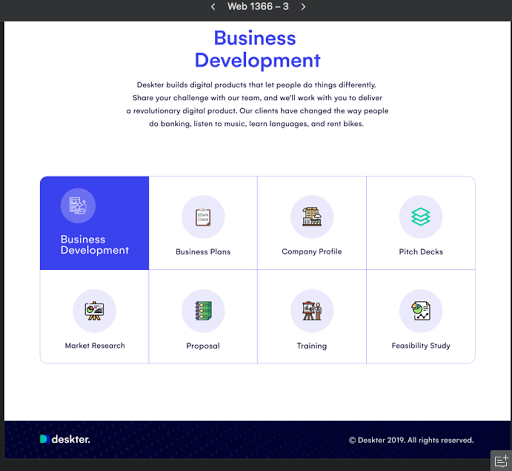 Web 1366 – 3
Business
Development
Deskter builds digital products that let people do things differently.
Share your challenge with our team, and we'll work with you to deliver
a revolutionary digital product. Our clients have changed the way people
do banking, listen to music, learn languages, and rent bikes.
Business
Development
Business Plans
Company Profile
Pitch Decks
Market Research
Proposal
Training
Feasibility Study
deskter.
© Deskter 2019. All rights reserved.